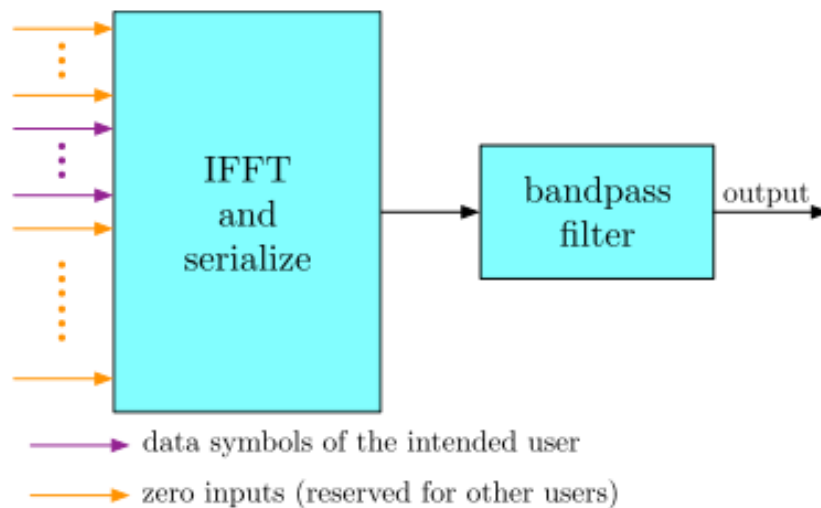 IFFT
and
serialize
bandpass
filter
output
data symbols of the intended user
zero inputs (reserved for other users)